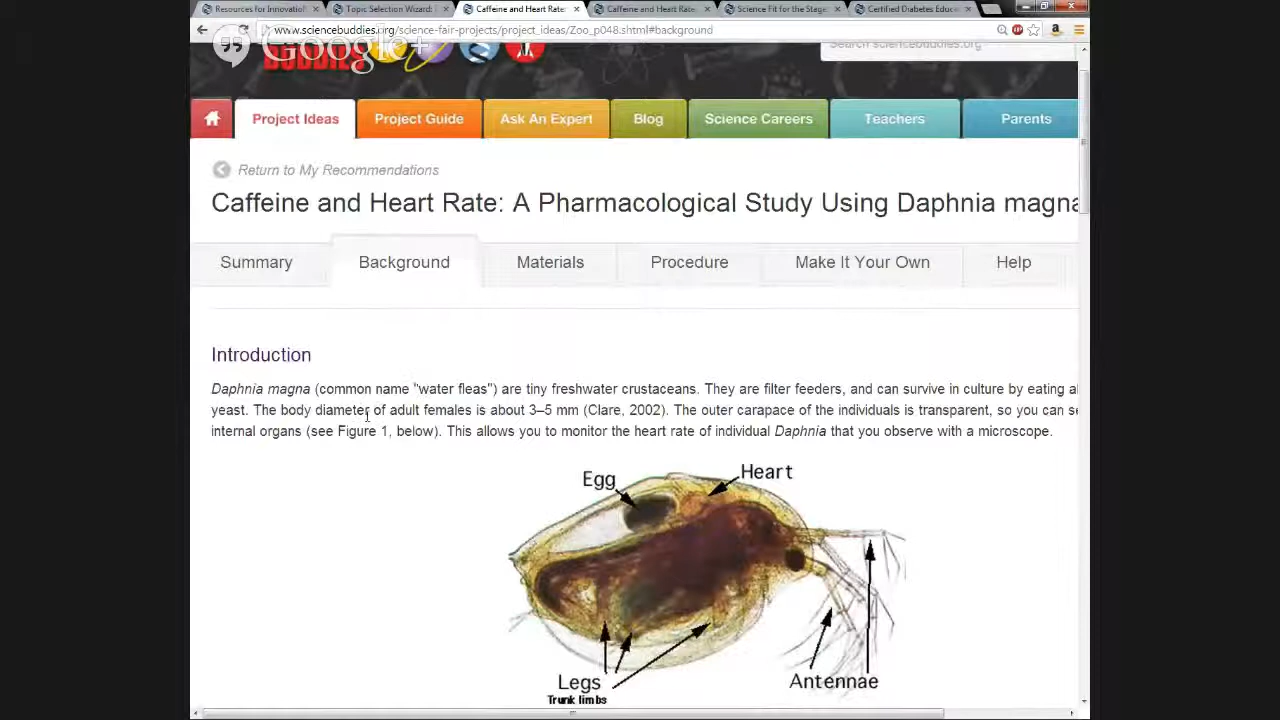 Resources for Innovation
Topic Selection Wizard:
Caffeine and Heart Rate:
Caffeine and Heart Rate:
Science Fit for the Stage:
Certified Diabetes Educ
www.sciencebuddies.org/science-fair-projects/project_ideas/Zoo_p048.shtml#background
Google+
BUDDIES
Search sciencebuddies.org
Project Ideas
Project Guide
Ask An Expert
Blog
Science Careers
Teachers
Parents
Return to My Recommendations
Caffeine and Heart Rate: A Pharmacological Study Using Daphnia magna
Summary
Background
Materials
Procedure
Make It Your Own
Help
Introduction
Daphnia magna (common name "water fleas") are tiny freshwater crustaceans. They are filter feeders, and can survive in culture by eating al
yeast. The body diameter of adult females is about 3–5 mm (Clare, 2002). The outer carapace of the individuals is transparent, so you can se
internal organs (see Figure 1, below). This allows you to monitor the heart rate of individual Daphnia that you observe with a microscope.
Egg
Heart
Legs
Trunk limbs
Antennae